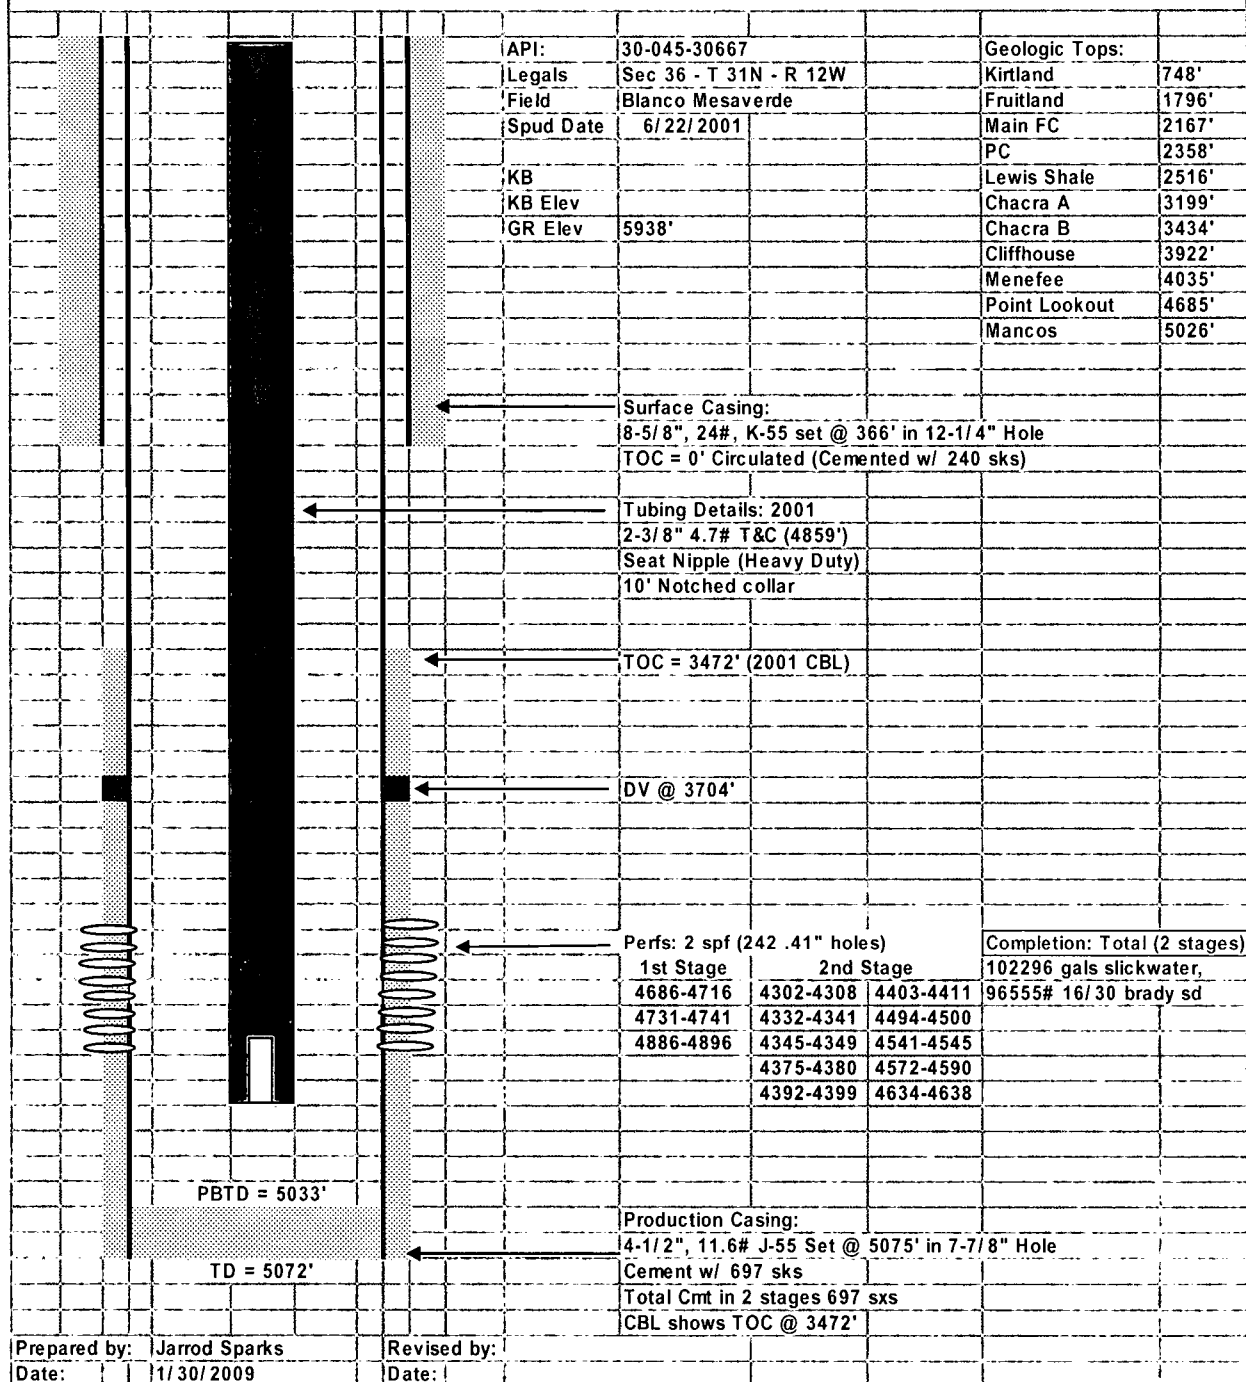 API: 30-045-30667 Geologic Tops:
Legals Sec 36 - T 31N - R 12W Kirtland 748'
Field Blanco Mesaverde Fruitland 1796'
Spud Date 6/22/2001 Main FC 2167'
PC 2358'
KB Lewis Shale 2516'
KB Elev Chacra A 3199'
GR Elev 5938' Chacra B 3434'
Cliffhouse 3922'
Menefee 4035'
Point Lookout 4685'
Mancos 5026'
Surface Casing:
8-5/8", 24#, K-55 set @ 366' in 12-1/4" Hole
TOC = 0' Circulated (Cemented w/ 240 sks)
Tubing Details: 2001
2-3/8" 4.7# T&C (4859')
Seat Nipple (Heavy Duty)
10' Notched collar
TOC = 3472' (2001 CBL)
DV @ 3704'
Perfs: 2 spf (242 .41" holes) Completion: Total (2 stages)
1st Stage 2nd Stage 102296 gals slickwater,
4686-4716 4302-4308 4403-4411 96555# 16/30 brady sd
4731-4741 4332-4341 4494-4500
4886-4896 4345-4349 4541-4545
4375-4380 4572-4590
4392-4399 4634-4638
PBTD = 5033'
Production Casing:
4-1/2", 11.6# J-55 Set @ 5075' in 7-7/8" Hole
TD = 5072' Cement w/ 697 sks
Total Cmt in 2 stages 697 sxs
CBL shows TOC @ 3472'
Prepared by: Jarrod Sparks Revised by:
Date: 1/30/2009 Date: